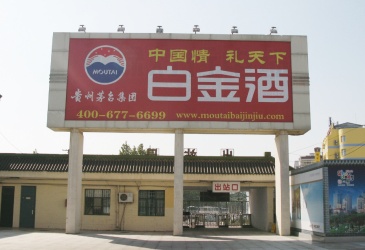 中国情 礼天下
MOUTAI
白金酒
贵州茅台集团
400-677-6699 www.moutaibaijinjiu.com
出站口